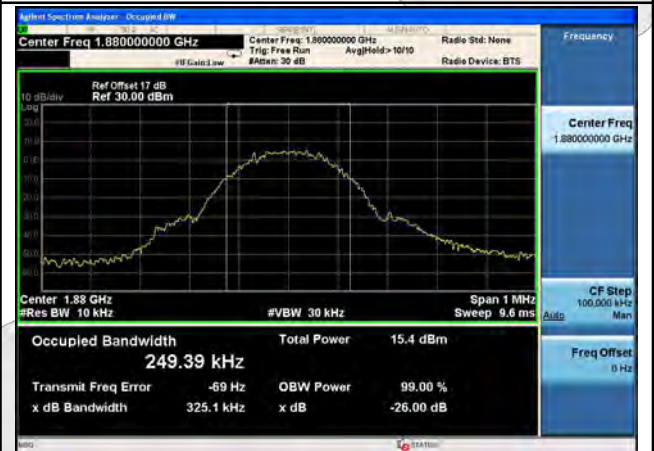 Agilent Spectrum Analyzer - Occupied BW
Center Freq 1.880000000 GHz
#IFGain:Low
Center Freq: 1.880000000 GHz
Trig: Free Run Avg|Hold:>10/10
#Atten: 30 dB
Radio Std: None
Radio Device: BTS
Ref Offset 17 dB
10 dB/div Ref 30.00 dBm
Log
Center 1.88 GHz Span 1 MHz
#Res BW 10 kHz #VBW 30 kHz Sweep 9.6 ms
Occupied Bandwidth Total Power 15.4 dBm
249.39 kHz
Transmit Freq Error -69 Hz OBW Power 99.00 %
x dB Bandwidth 325.1 kHz x dB -26.00 dB
MSG STATUS
Frequency
Center Freq
1.880000000 GHz
CF Step
100.000 kHz
Auto Man
Freq Offset
0 Hz